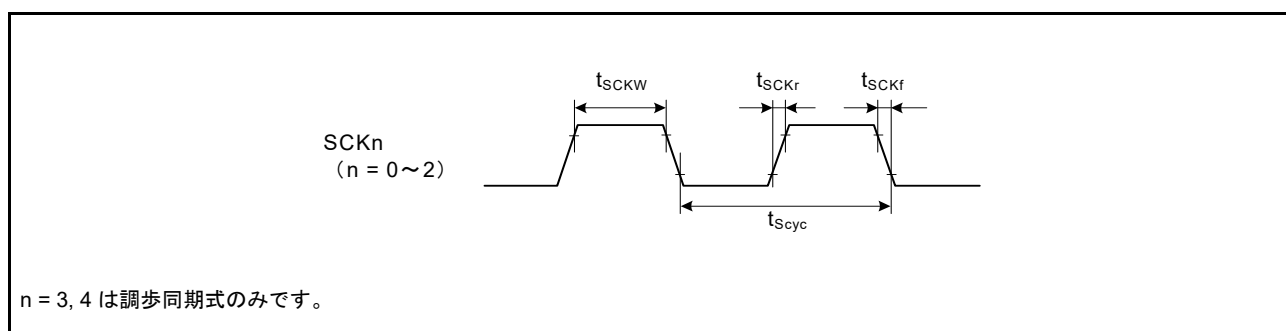 tSCKW
tSCKr
tSCKf
SCKn
（n = 0～2）
tScyc
n = 3, 4 は調歩同期式のみです。